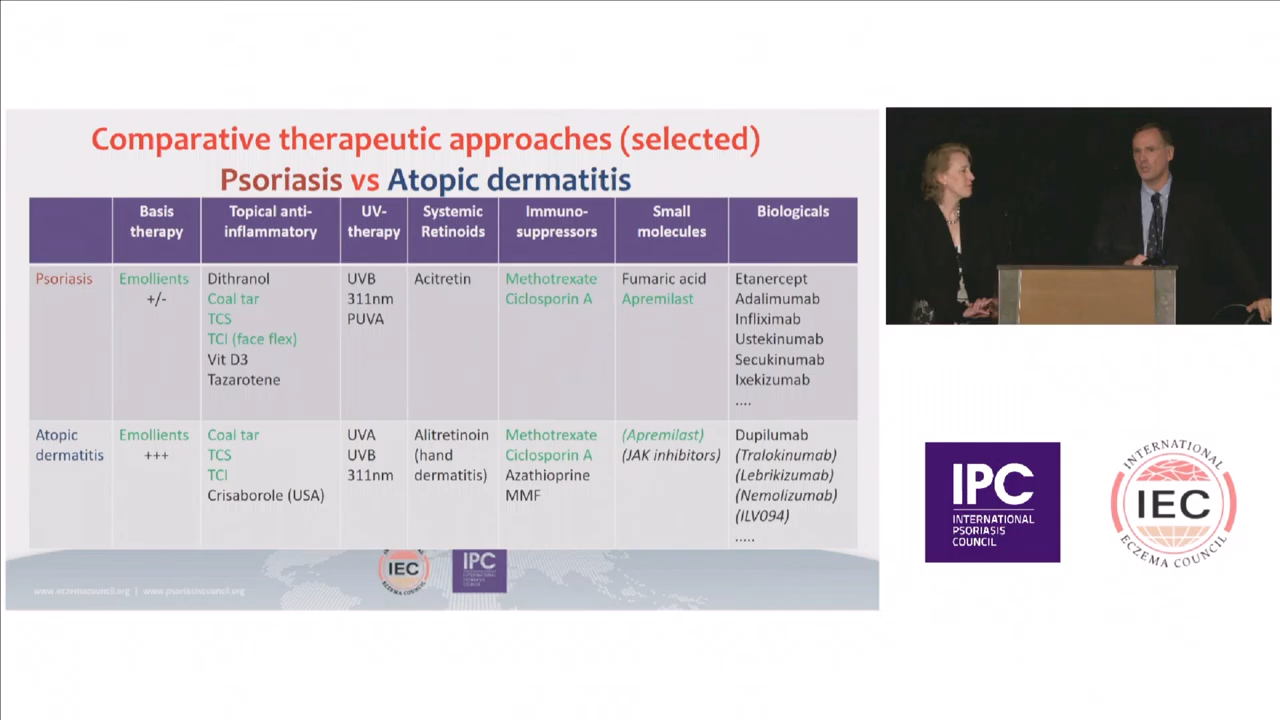 Comparative therapeutic approaches (selected)
Psoriasis vs Atopic dermatitis
Basis therapy
Topical anti-inflammatory
UV-therapy
Systemic Retinoids
Immuno-suppressors
Small molecules
Biologicals
Psoriasis
Emollients
+/-
Dithranol
Coal tar
TCS
TCI (face flex)
Vit D3
Tazarotene
UVB
311nm
PUVA
Acitretin
Methotrexate
Ciclosporin A
Fumaric acid
Apremilast
Etanercept
Adalimumab
Infliximab
Ustekinumab
Secukinumab
Ixekizumab
....
Atopic
dermatitis
Emollients
+++
Coal tar
TCS
TCI
Crisaborole (USA)
UVA
UVB
311nm
Alitretinoin
(hand
dermatitis)
Methotrexate
Ciclosporin A
Azathioprine
MMF
(Apremilast)
(JAK inhibitors)
Dupilumab
(Tralokinumab)
(Lebrikizumab)
(Nemolizumab)
(ILV094)
.....
www.eczemacouncil.org | www.psoriasiscouncil.org
IEC
ECZEMA COUNCIL
IPC
IPC
INTERNATIONAL
PSORIASIS
COUNCIL
INTERNATIONAL
IEC
ECZEMA COUNCIL